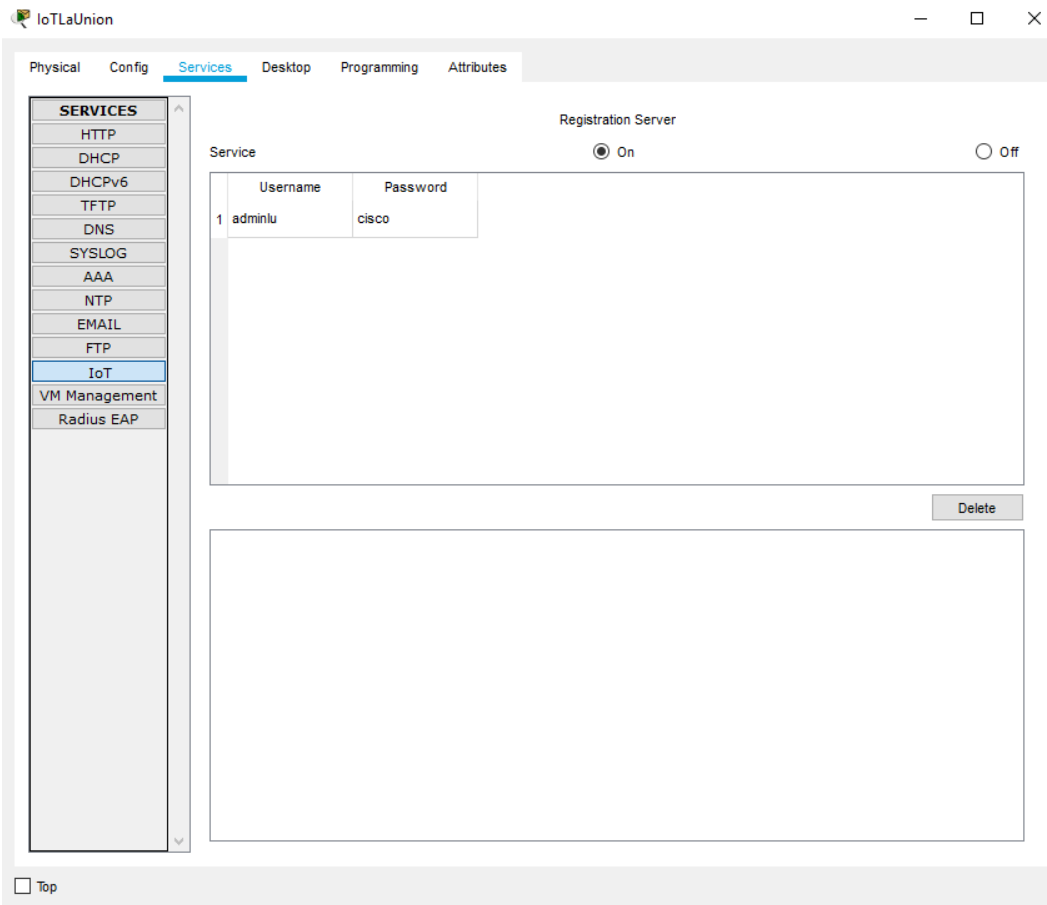 IoTLaUnion
Physical Config Services Desktop Programming Attributes
SERVICES
HTTP
DHCP
DHCPv6
TFTP
DNS
SYSLOG
AAA
NTP
EMAIL
FTP
IoT
VM Management
Radius EAP
Registration Server
Service On Off
Username Password
1 adminlu cisco
Delete
Top